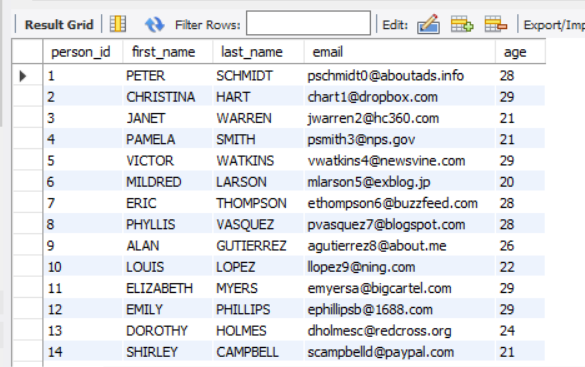 Result Grid Filter Rows: Edit: Export/Imp
person_id first_name last_name email age
1 PETER SCHMIDT pschmidt0@aboutads.info 28
2 CHRISTINA HART chart1@dropbox.com 29
3 JANET WARREN jwarren2@hc360.com 21
4 PAMELA SMITH psmith3@nps.gov 21
5 VICTOR WATKINS vwatkins4@newsvine.com 29
6 MILDRED LARSON mlarson5@exblog.jp 20
7 ERIC THOMPSON ethompson6@buzzfeed.com 28
8 PHYLLIS VASQUEZ pvasquez7@blogspot.com 28
9 ALAN GUTIERREZ agutierrez8@about.me 26
10 LOUIS LOPEZ llopez9@ning.com 22
11 ELIZABETH MYERS emyersa@bigcartel.com 29
12 EMILY PHILLIPS ephillipsb@1688.com 29
13 DOROTHY HOLMES dholmesc@redcross.org 24
14 SHIRLEY CAMPBELL scampbelld@paypal.com 21